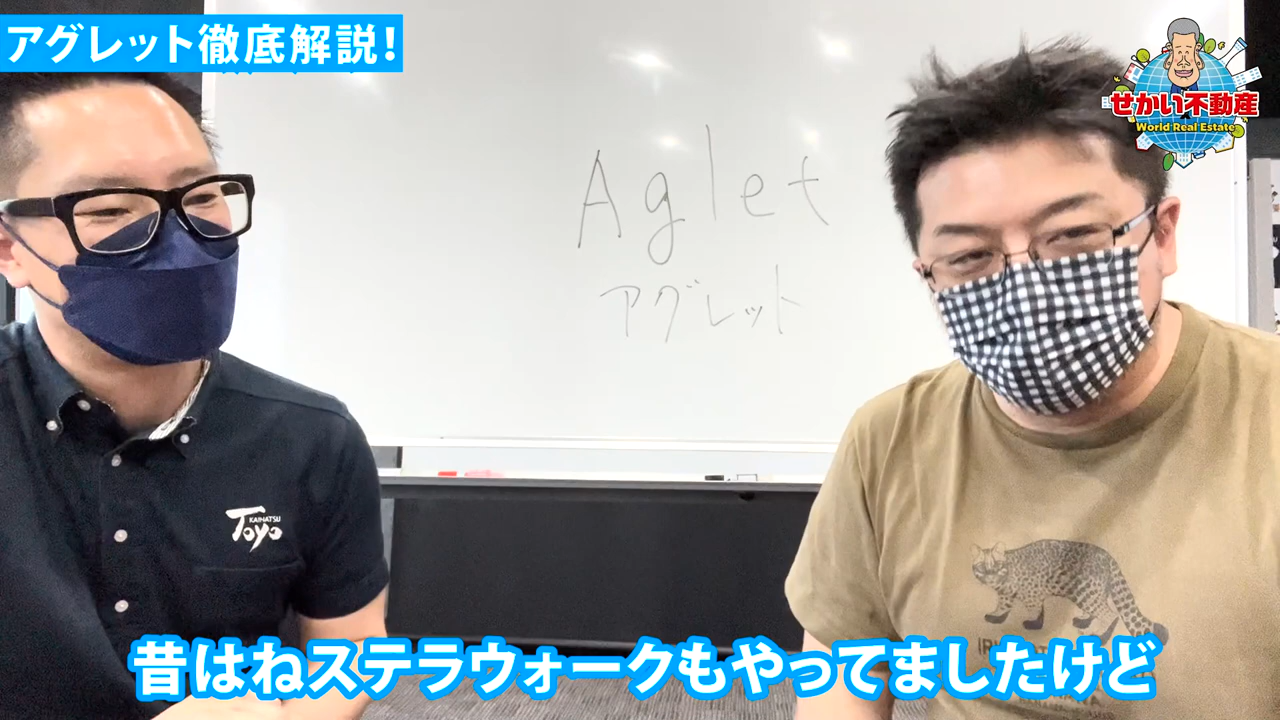 アグレット徹底解説!
せかい不動産
World Real Estate
Aglet
アグレット
KAIHATSU
Toyo
昔はねステラウォークもやってましたけど